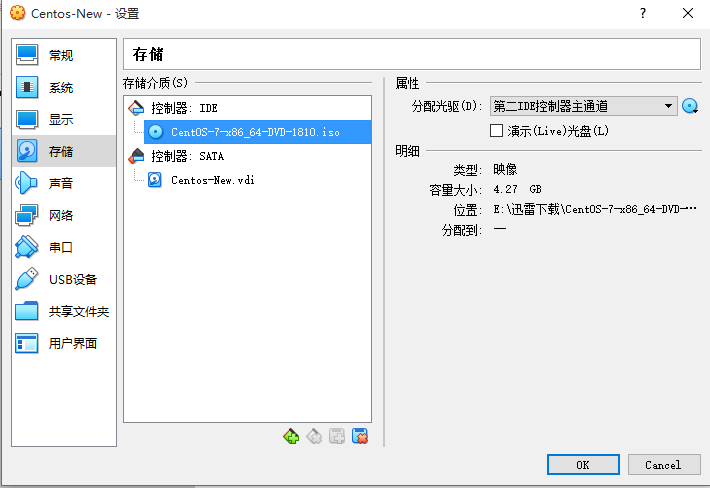 Centos-New - 设置
?
常规
系统
显示
存储
声音
网络
串口
USB设备
共享文件夹
用户界面
存储
存储介质(S)
控制器: IDE
CentOS-7-x86_64-DVD-1810.iso
控制器: SATA
Centos-New.vdi
属性
分配光驱(D): 第二IDE控制器主通道
演示(Live)光盘(L)
明细
类型: 映像
容量大小: 4.27 GB
位置: E:\迅雷下载\CentOS-7-x86_64-DVD-···
分配到: —
OK
Cancel